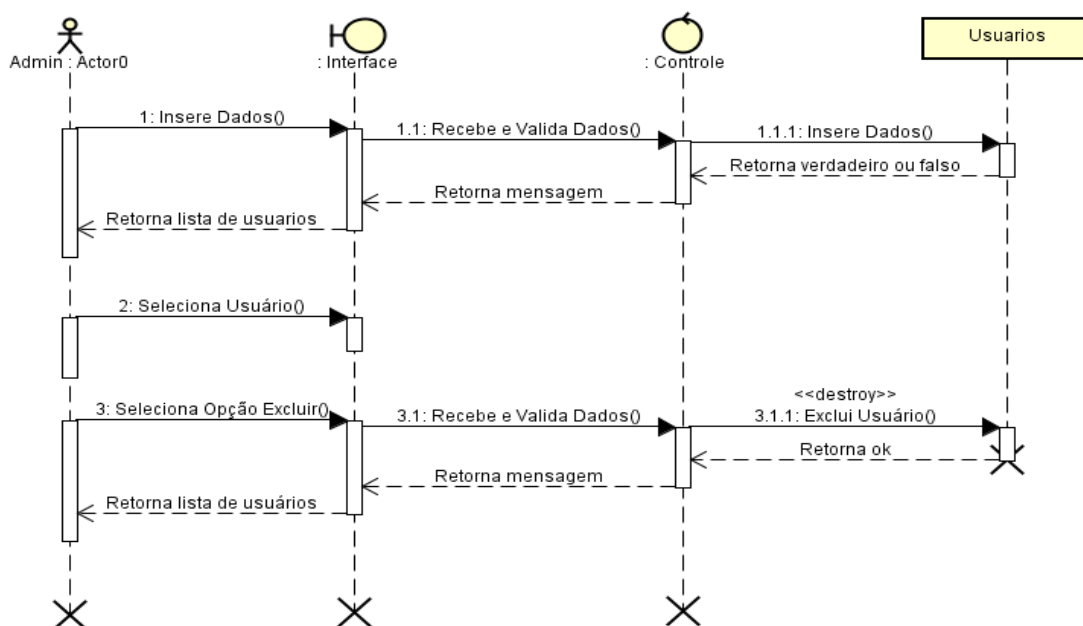 Admin : Actor0
: Interface
: Controle
Usuarios
1: Insere Dados()
1.1: Recebe e Valida Dados()
1.1.1: Insere Dados()
Retorna verdadeiro ou falso
Retorna mensagem
Retorna lista de usuarios
2: Seleciona Usuário()
<<destroy>>
3: Seleciona Opção Excluir()
3.1: Recebe e Valida Dados()
3.1.1: Exclui Usuário()
Retorna ok
Retorna mensagem
Retorna lista de usuários